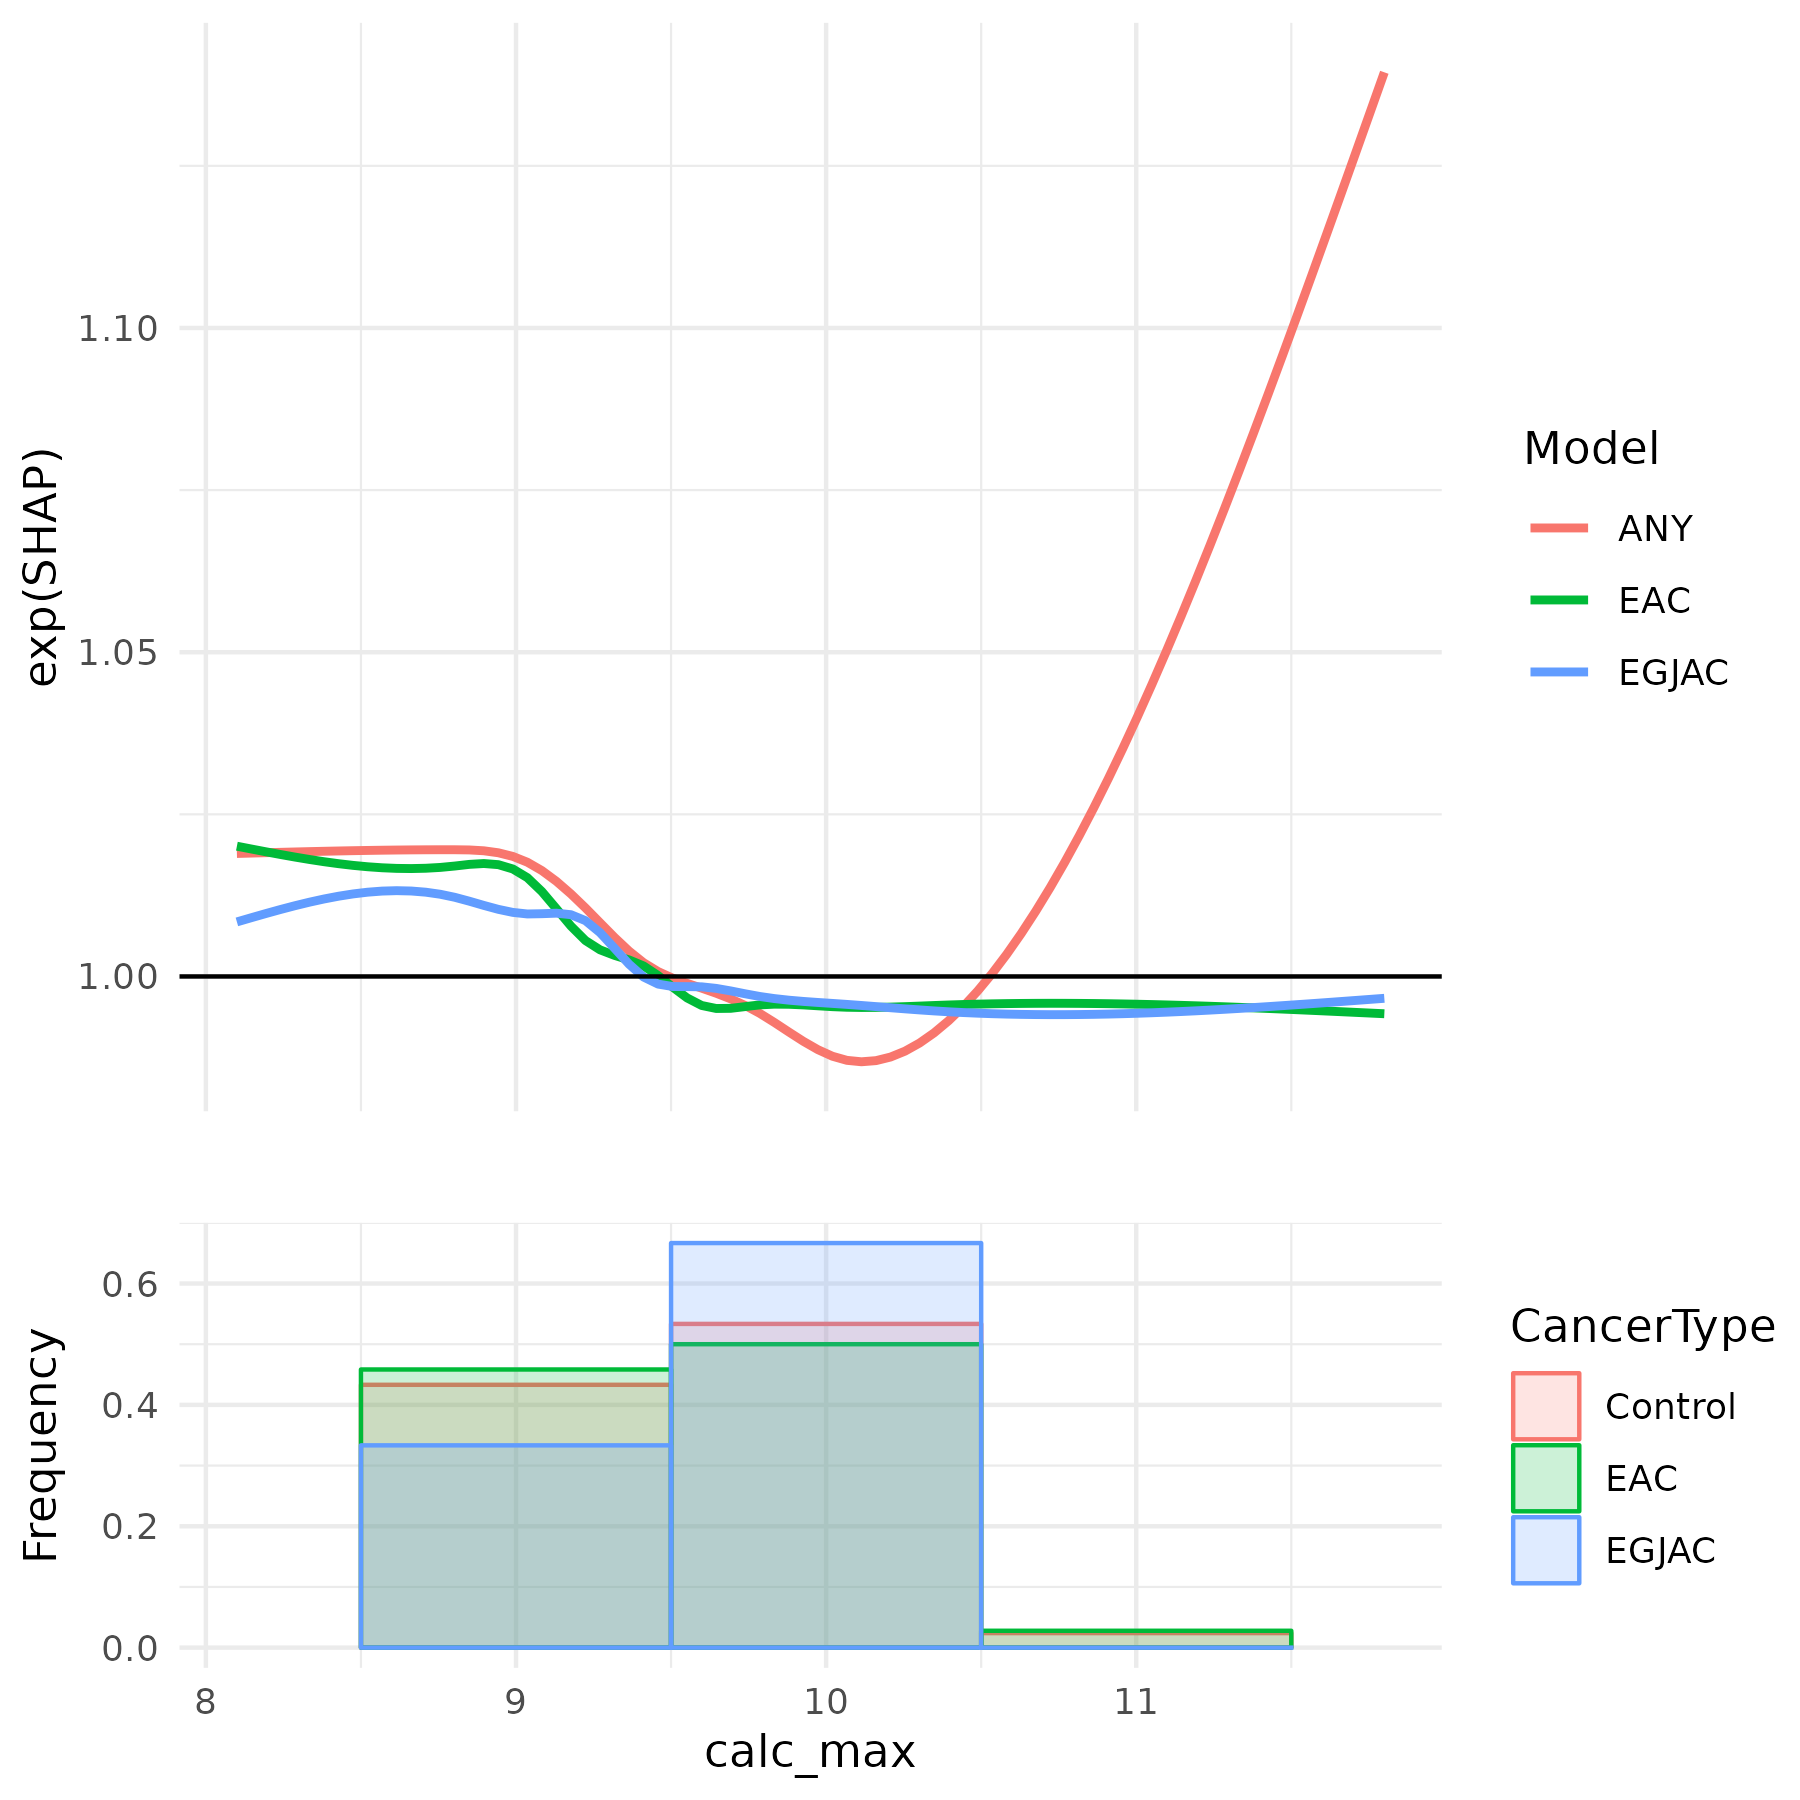 exp(SHAP)
1.10
1.05
1.00
Model
ANY
EAC
EGJAC
Frequency
0.6
0.4
0.2
0.0
8
9
10
11
calc_max
CancerType
Control
EAC
EGJAC